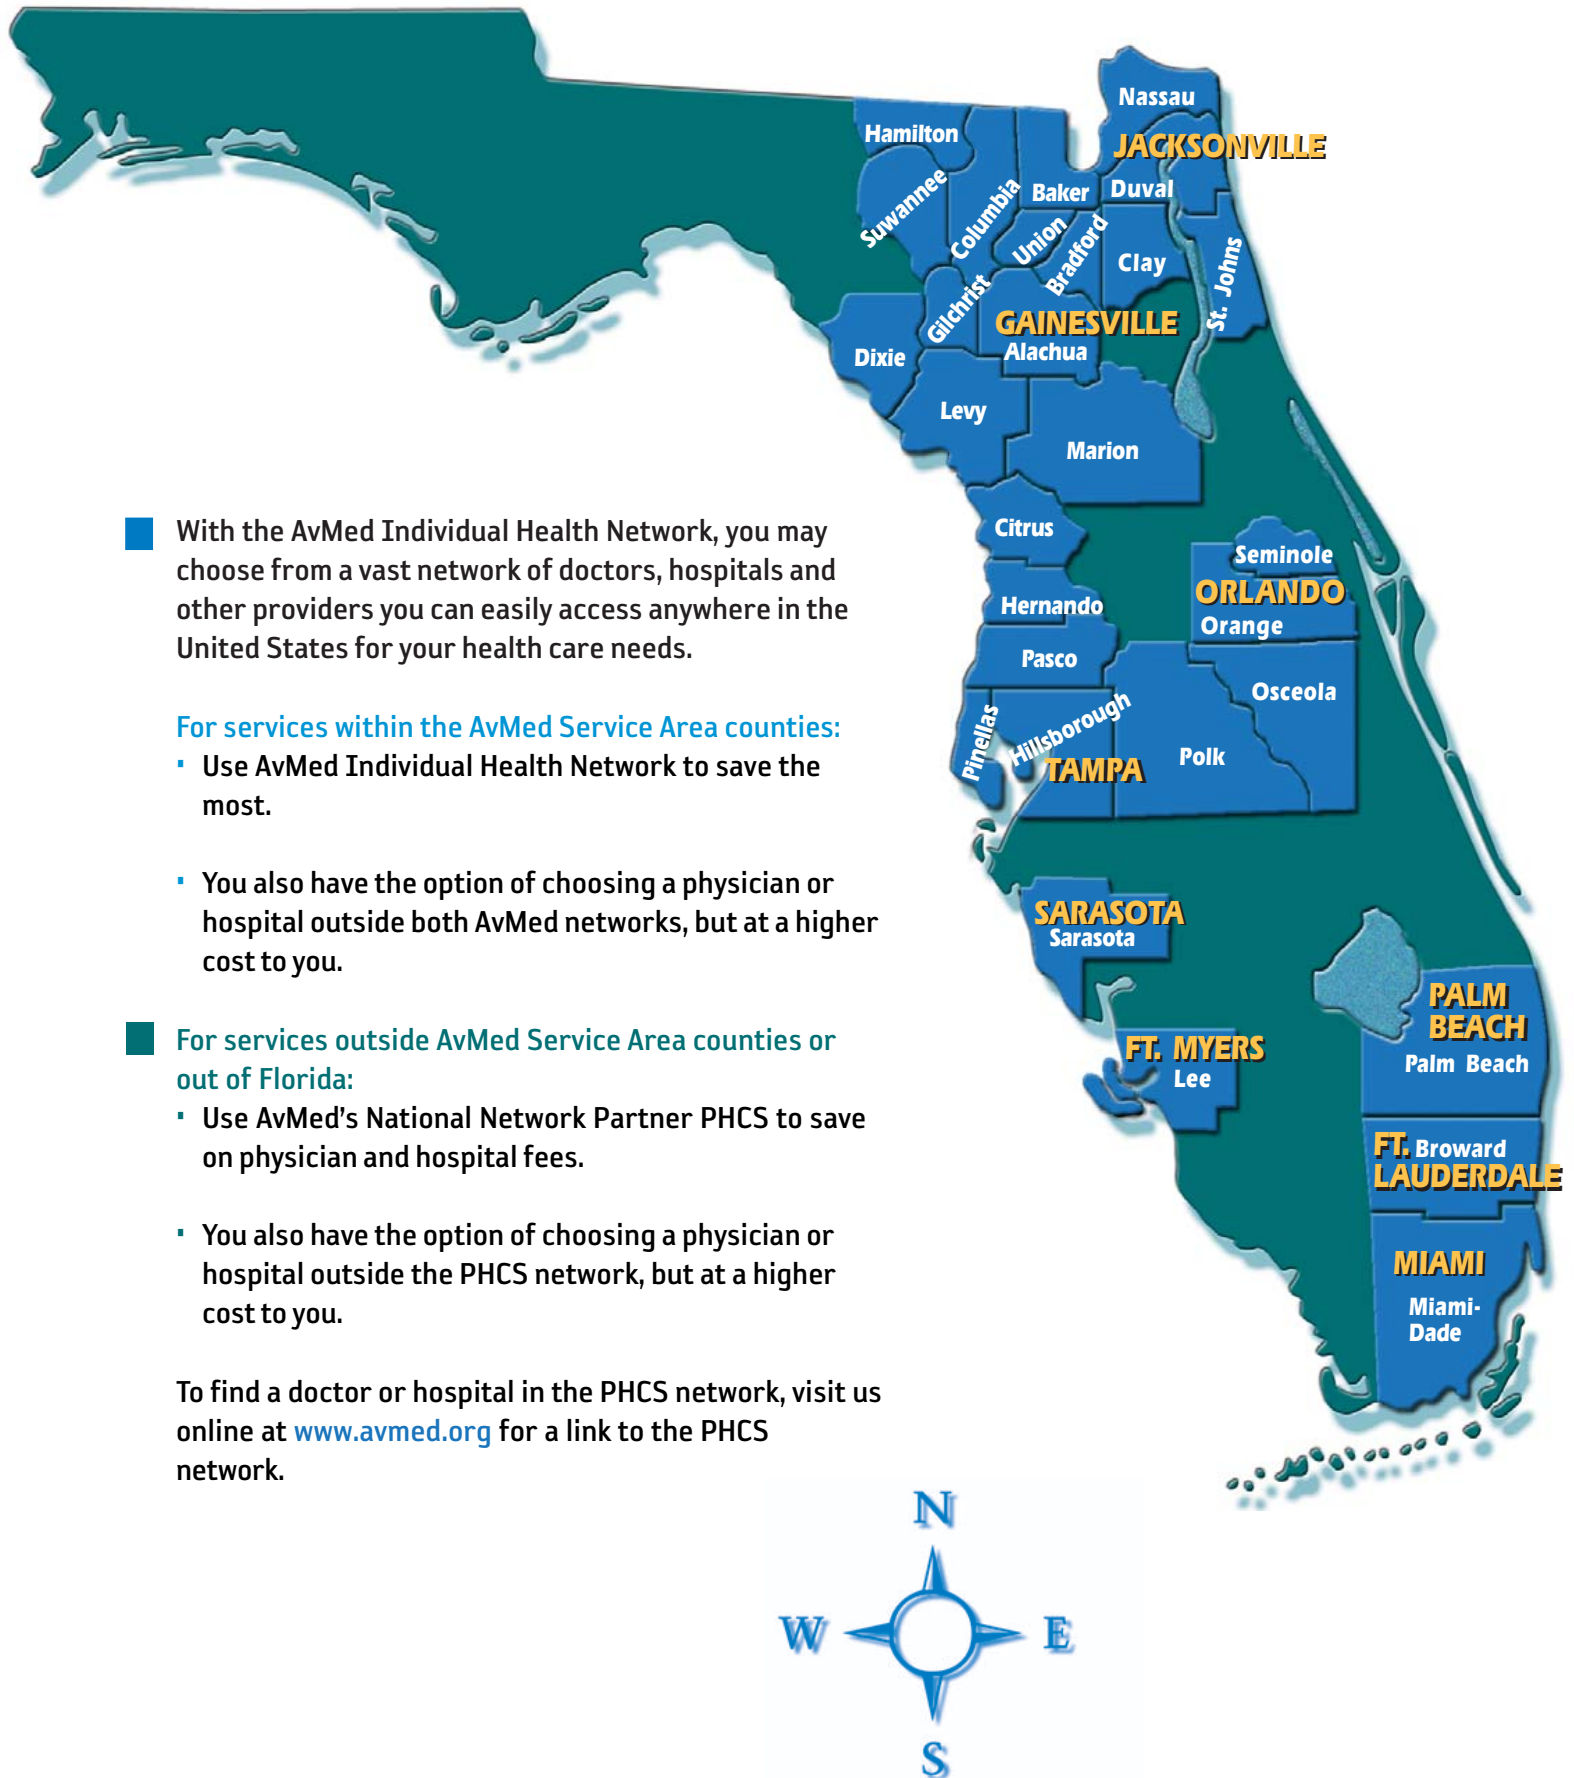 Nassau
Hamilton
JACKSONVILLE
Suwannee
Columbia
Baker
Duval
Union
Bradford
Clay
St. Johns
Gilchrist
GAINESVILLE
Alachua
Dixie
Levy
Marion
Citrus
Seminole
ORLANDO
Orange
Hernando
Pasco
Osceola
Pinellas
Hillsborough
TAMPA
Polk
SARASOTA
Sarasota
PALM
BEACH
Palm Beach
FT. MYERS
Lee
FT. Broward
LAUDERDALE
MIAMI
Miami-
Dade
With the AvMed Individual Health Network, you may
choose from a vast network of doctors, hospitals and
other providers you can easily access anywhere in the
United States for your health care needs.
For services within the AvMed Service Area counties:
· Use AvMed Individual Health Network to save the
most.
· You also have the option of choosing a physician or
hospital outside both AvMed networks, but at a higher
cost to you.
For services outside AvMed Service Area counties or
out of Florida:
· Use AvMed’s National Network Partner PHCS to save
on physician and hospital fees.
· You also have the option of choosing a physician or
hospital outside the PHCS network, but at a higher
cost to you.
To find a doctor or hospital in the PHCS network, visit us
online at www.avmed.org for a link to the PHCS
network.
N
W E
S